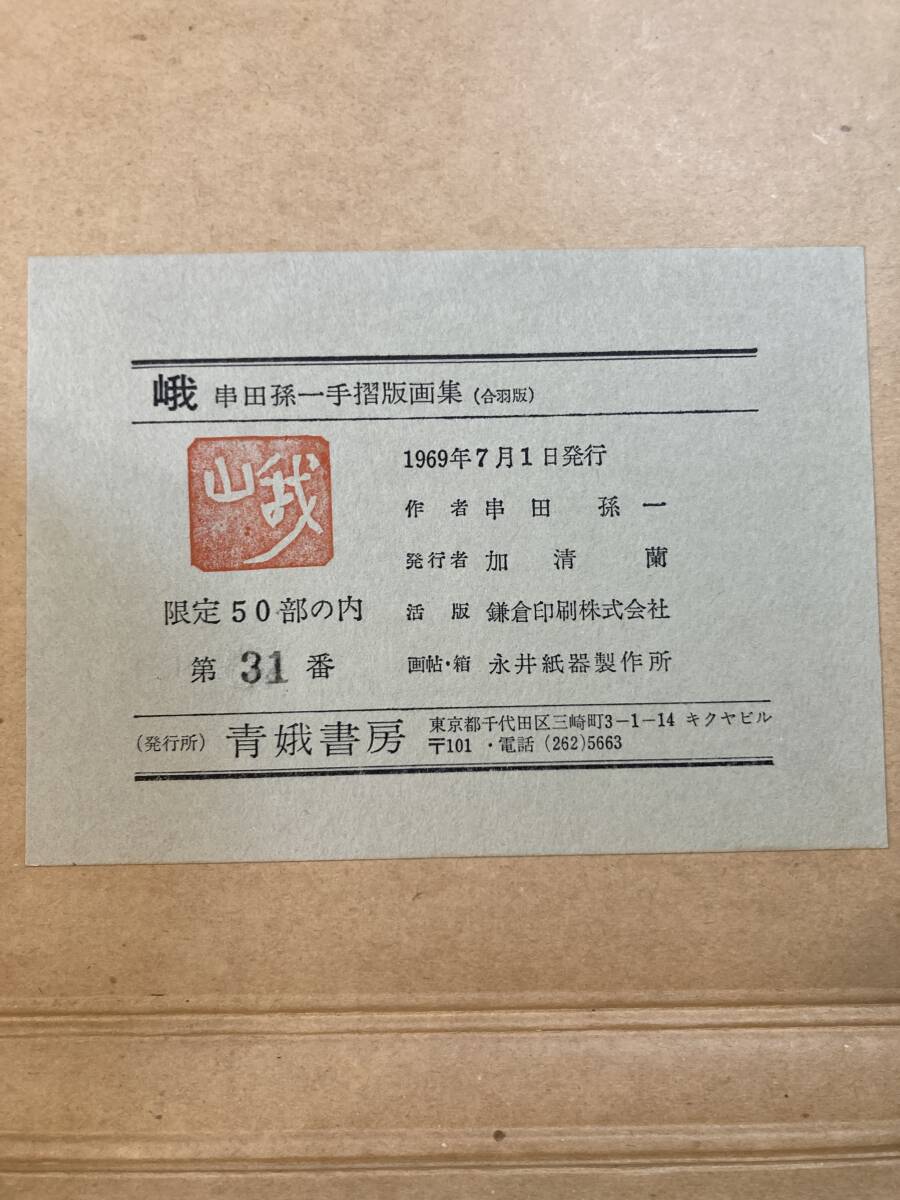 峨 串田孫一手摺版画集 (合羽版)
峨
限定50部の内
第 31 番
1969年7月1日発行
作者 串田孫一
発行者 加清蘭
活版 鎌倉印刷株式会社
画帖・箱 永井紙器製作所
(発行所) 青娥書房
東京都千代田区三崎町3-1-14 キクヤビル
〒101 ・電話 (262)5663